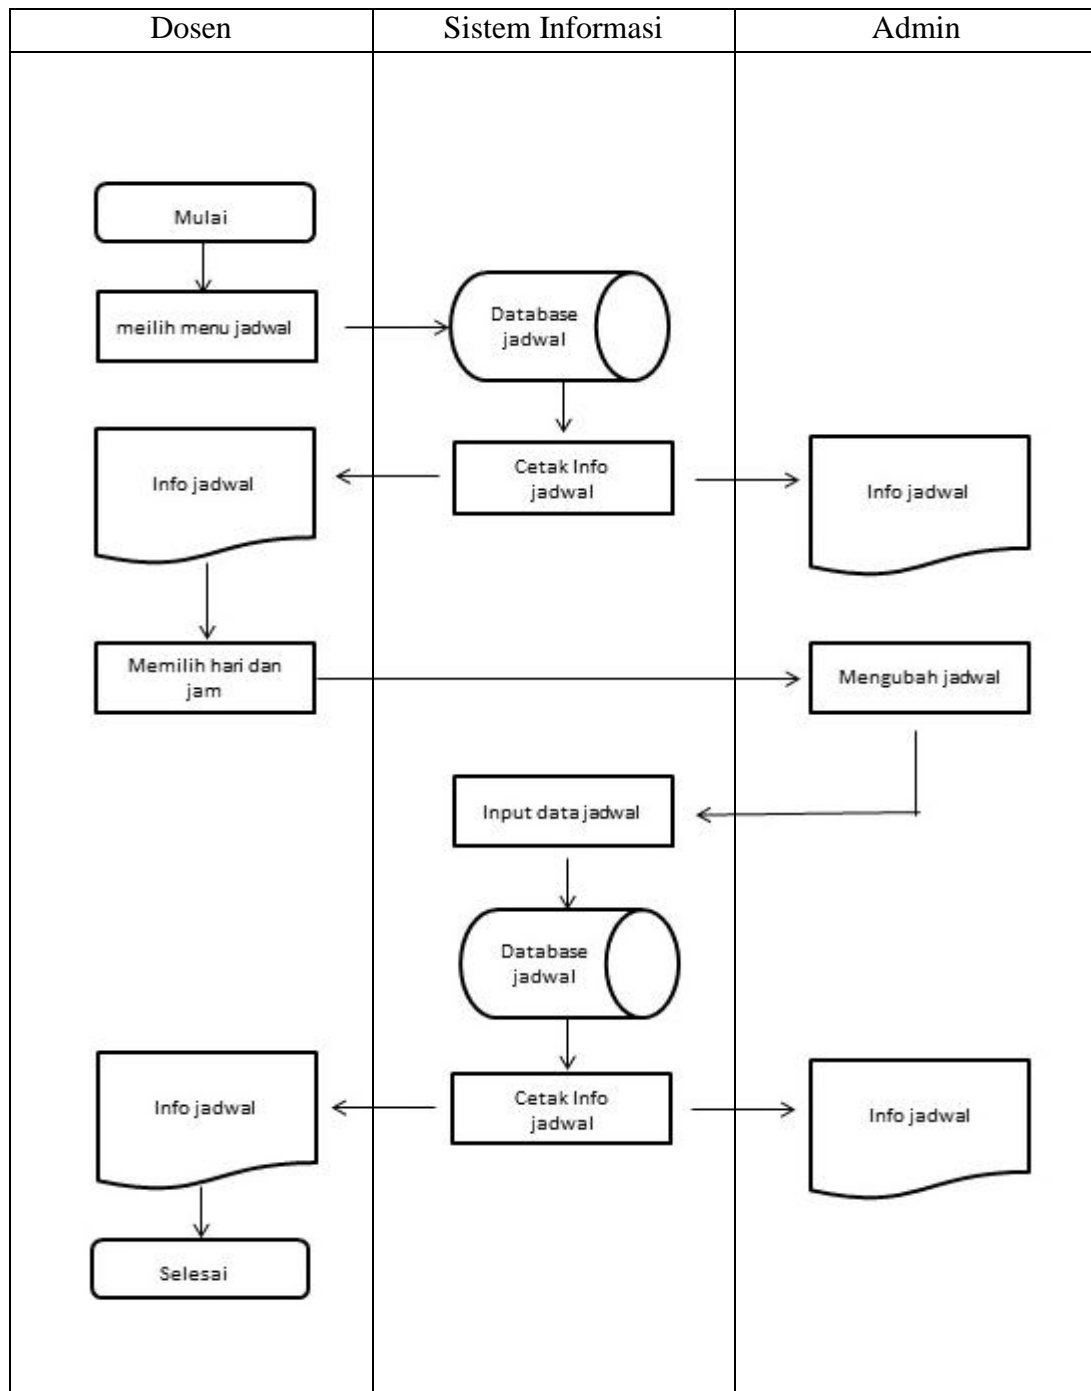 Dosen
Sistem Informasi
Admin
Mulai
meilih menu jadwal
Database
jadwal
Info jadwal
Cetak Info
jadwal
Info jadwal
Memilih hari dan
jam
Mengubah jadwal
Input data jadwal
Database
jadwal
Info jadwal
Cetak Info
jadwal
Info jadwal
Selesai